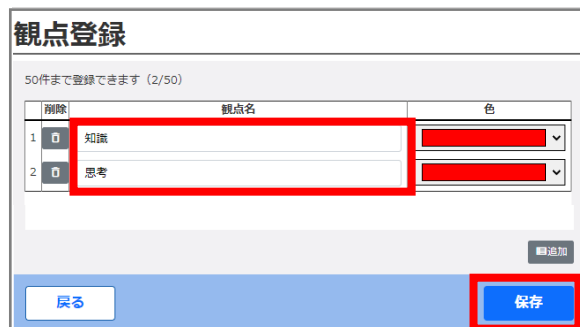 観点登録
50件まで登録できます（2/50）
削除 観点名 色
1 知識
2 思考
追加
戻る 保存